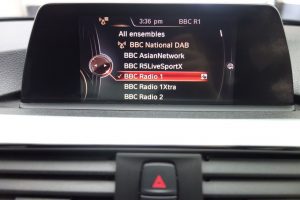 3:36 pm BBC R1
All ensembles
BBC National DAB
BBC AsianNetwork
BBC R5LiveSportX
BBC Radio 1
BBC Radio 1Xtra
BBC Radio 2